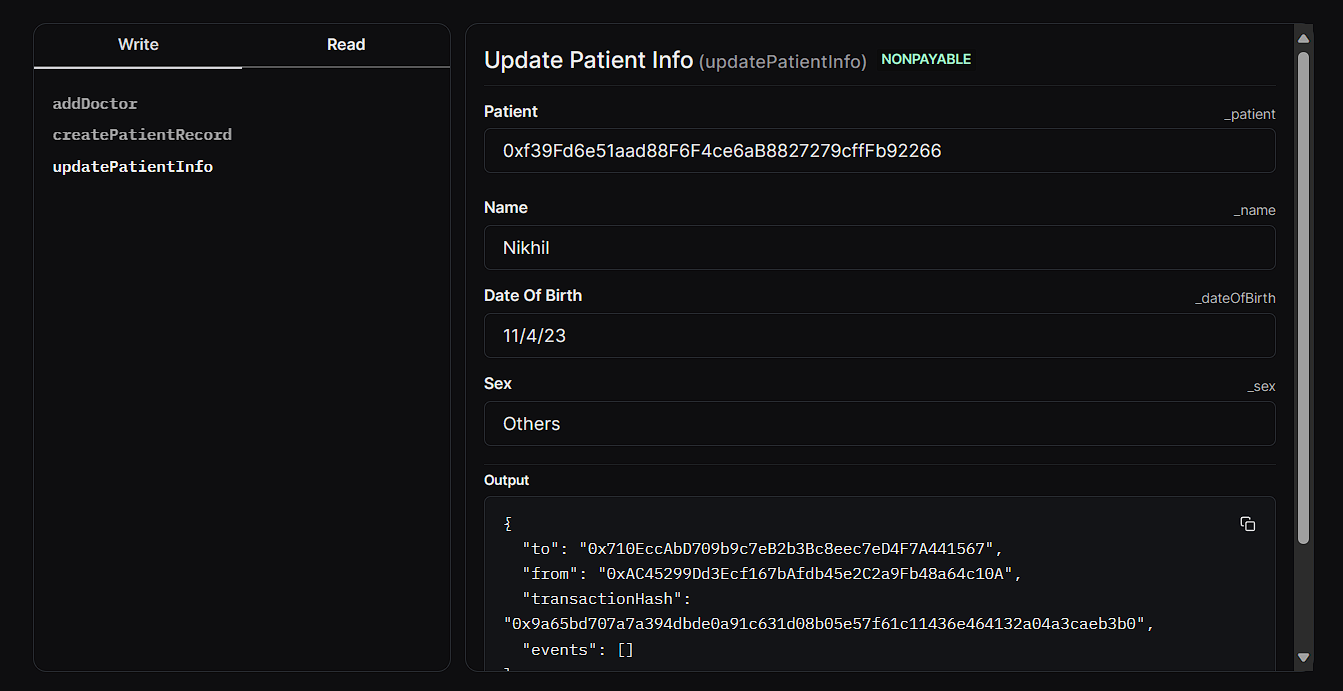 Write
Read
addDoctor
createPatientRecord
updatePatientInfo
Update Patient Info (updatePatientInfo) NONPAYABLE
Patient
_patient
0xf39Fd6e51aad88F6F4ce6aB8827279cffFb92266
Name
_name
Nikhil
Date Of Birth
_dateOfBirth
11/4/23
Sex
_sex
Others
Output
{
"to": "0x710EccAbD709b9c7eB2b3Bc8eec7eD4F7A441567",
"from": "0xAC45299Dd3Ecf167bAfdb45e2C2a9Fb48a64c10A",
"transactionHash":
"0x9a65bd707a7a394dbde0a91c631d08b05e57f61c11436e464132a04a3caeb3b0",
"events": []